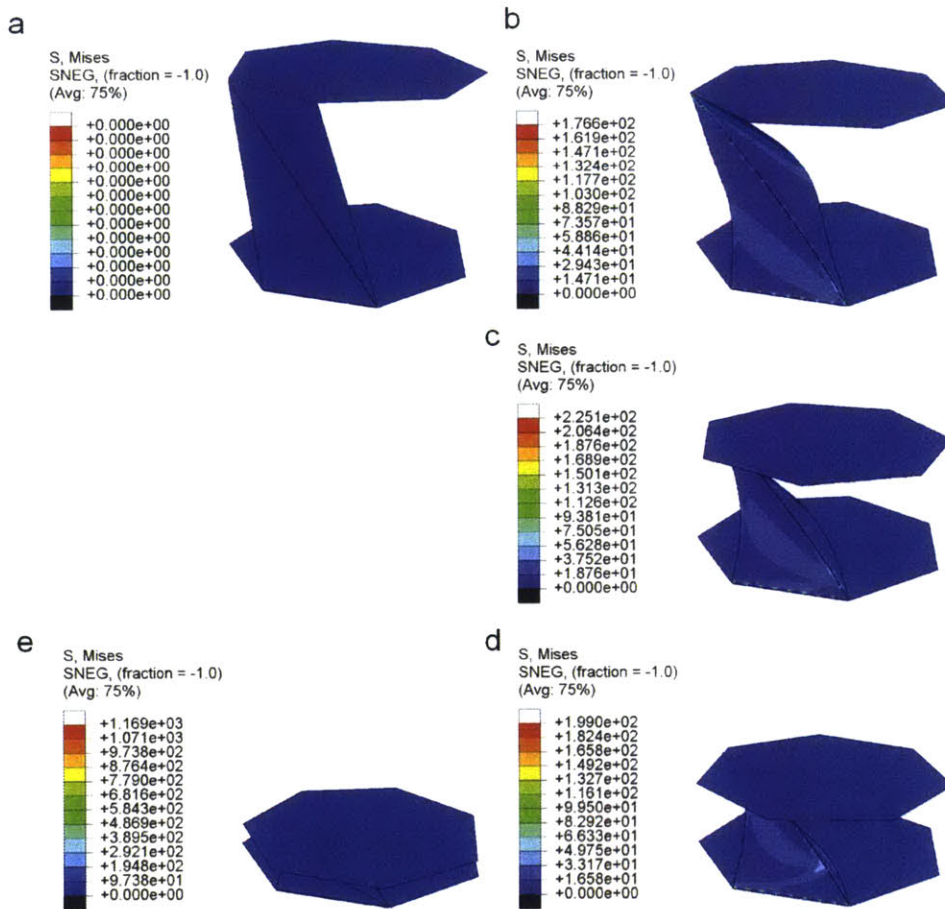 a
S, Mises
SNEG, (fraction = -1.0)
(Avg: 75%)
+0.000e+00
+0.000e+00
+0.000e+00
+0.000e+00
+0.000e+00
+0.000e+00
+0.000e+00
+0.000e+00
+0.000e+00
+0.000e+00
+0.000e+00
+0.000e+00
+0.000e+00
b
S, Mises
SNEG, (fraction = -1.0)
(Avg: 75%)
+1.766e+02
+1.619e+02
+1.471e+02
+1.324e+02
+1.177e+02
+1.030e+02
+8.829e+01
+7.357e+01
+5.886e+01
+4.414e+01
+2.943e+01
+1.471e+01
+0.000e+00
c
S, Mises
SNEG, (fraction = -1.0)
(Avg: 75%)
+2.251e+02
+2.064e+02
+1.876e+02
+1.689e+02
+1.501e+02
+1.313e+02
+1.126e+02
+9.381e+01
+7.505e+01
+5.628e+01
+3.752e+01
+1.876e+01
+0.000e+00
e
S, Mises
SNEG, (fraction = -1.0)
(Avg: 75%)
+1.169e+03
+1.071e+03
+9.738e+02
+8.764e+02
+7.790e+02
+6.816e+02
+5.843e+02
+4.869e+02
+3.895e+02
+2.921e+02
+1.948e+02
+9.738e+01
+0.000e+00
d
S, Mises
SNEG, (fraction = -1.0)
(Avg: 75%)
+1.990e+02
+1.824e+02
+1.658e+02
+1.492e+02
+1.327e+02
+1.161e+02
+9.950e+01
+8.292e+01
+6.633e+01
+4.975e+01
+3.317e+01
+1.658e+01
+0.000e+00